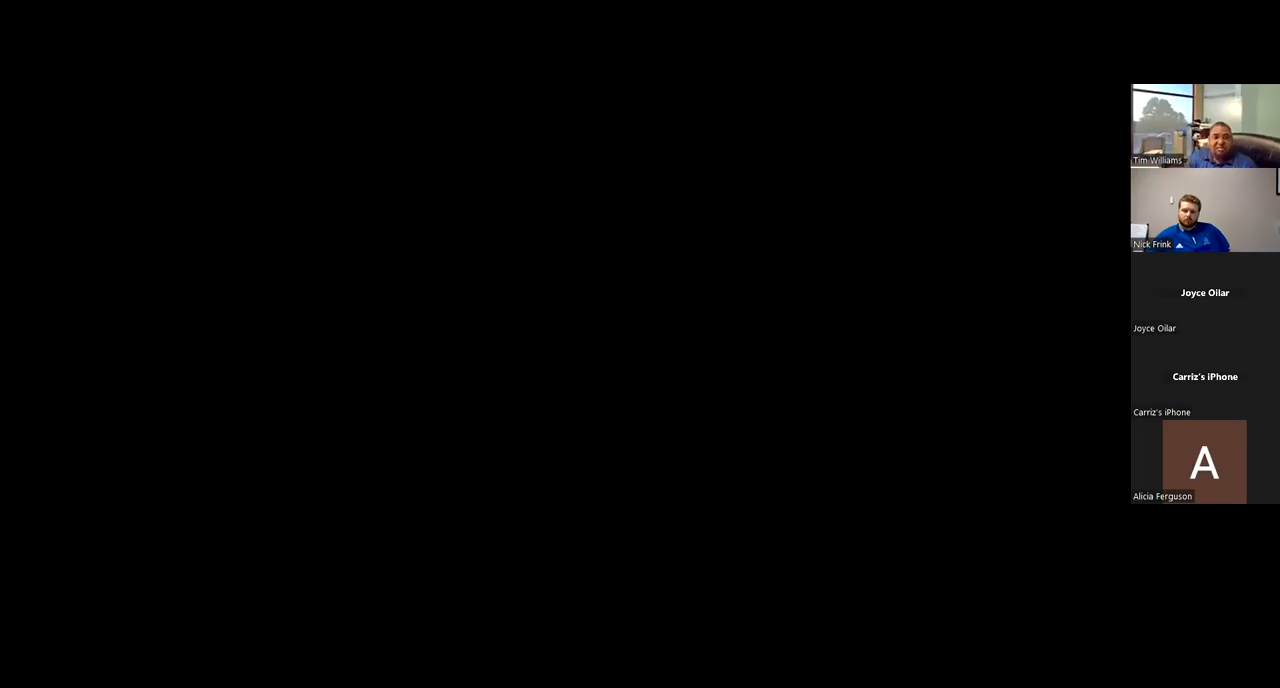 Tim Williams
Nick Frink
Joyce Oilar
Joyce Oilar
Carriz's iPhone
Carriz's iPhone
A
Alicia Ferguson